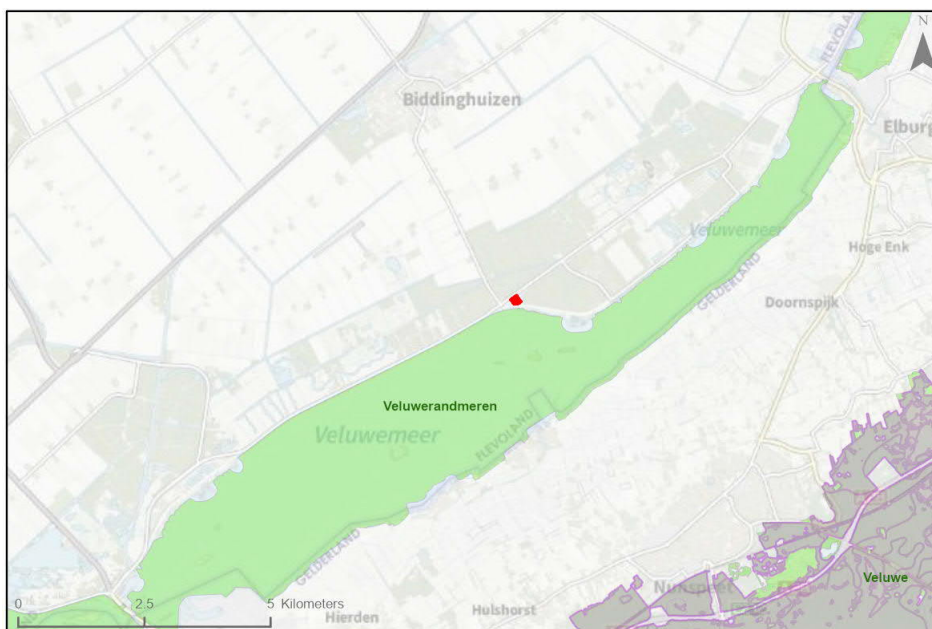 N
FLEVOLAND
Biddinghuizen
Elburg
Veluwemeer
Hoge Enk
GELDERLAND
Doornspijk
Veluwerandmeren
Veluwemeer
FLEVOLAND
GELDERLAND
Nunspeet
Veluwe
0 2.5 5 Kilometers
Hierden
Hulshorst